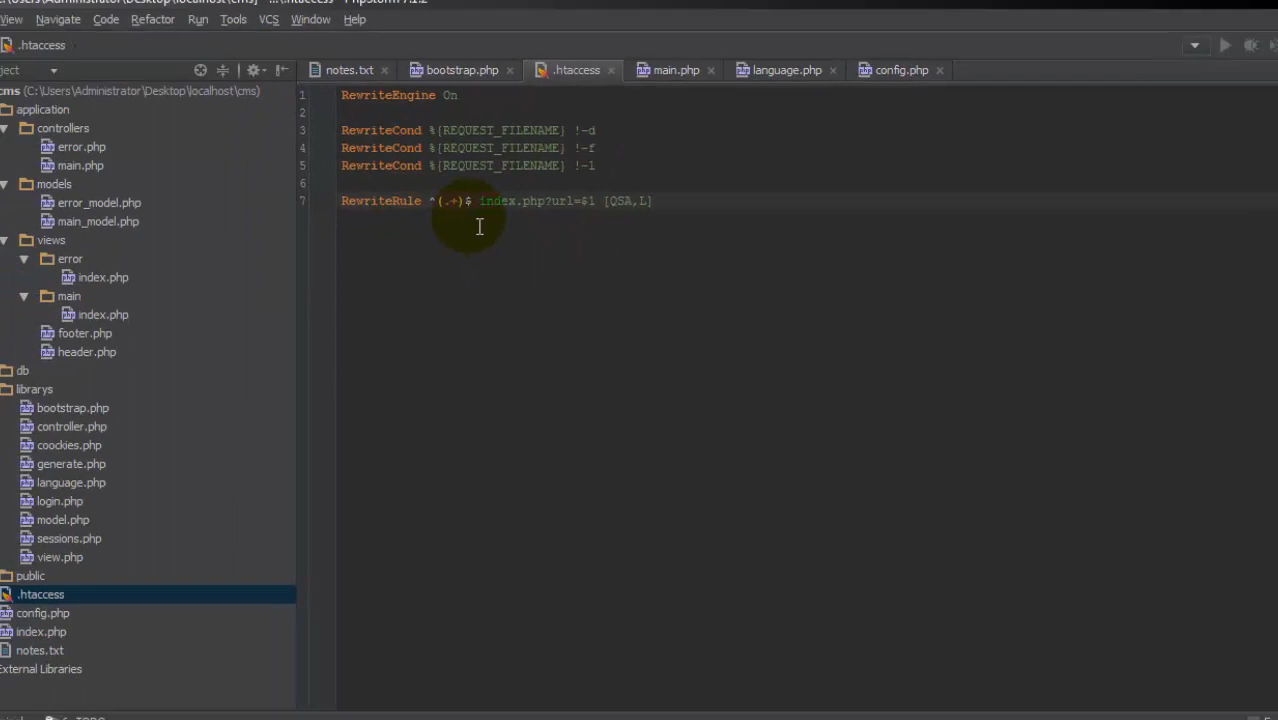 View Navigate Code Refactor Run Tools VCS Window Help
.htaccess
notes.txt bootstrap.php .htaccess main.php language.php config.php
cms (C:\Users\Administrator\Desktop\localhost\cms)
application
controllers
error.php
main.php
models
error_model.php
main_model.php
views
error
index.php
main
index.php
footer.php
header.php
db
librarys
bootstrap.php
controller.php
coockies.php
generate.php
language.php
login.php
model.php
sessions.php
view.php
public
.htaccess
config.php
index.php
notes.txt
External Libraries
1 RewriteEngine On
2
3 RewriteCond %{REQUEST_FILENAME} !-d
4 RewriteCond %{REQUEST_FILENAME} !-f
5 RewriteCond %{REQUEST_FILENAME} !-l
6
7 RewriteRule ^(.+)$ index.php?url=$1 [QSA,L]